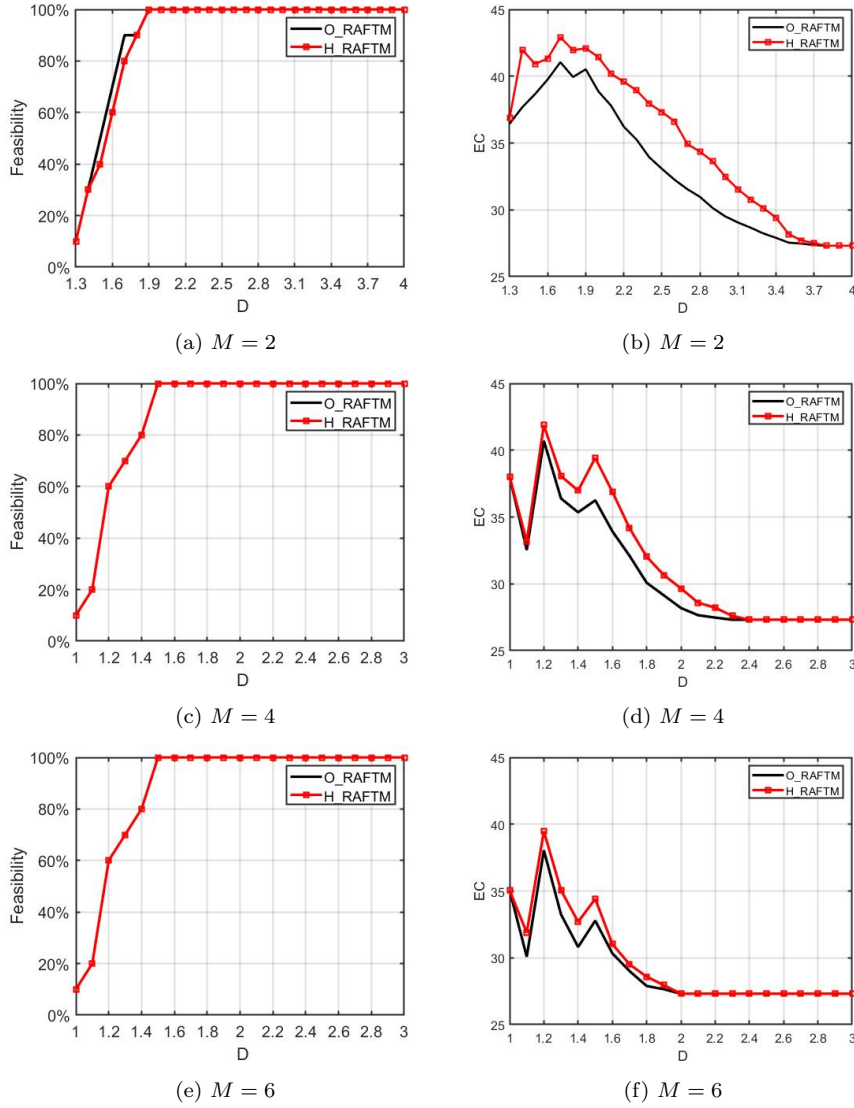 100%
80%
60%
40%
20%
0%
Feasibility
1.3 1.6 1.9 2.2 2.5 2.8 3.1 3.4 3.7 4
D
O_RAFTM
H_RAFTM
(a) M = 2
45
40
35
30
25
EC
1.3 1.6 1.9 2.2 2.5 2.8 3.1 3.4 3.7 4
D
O_RAFTM
H_RAFTM
(b) M = 2
100%
80%
60%
40%
20%
0%
Feasibility
1 1.2 1.4 1.6 1.8 2 2.2 2.4 2.6 2.8 3
D
O_RAFTM
H_RAFTM
(c) M = 4
45
40
35
30
25
EC
1 1.2 1.4 1.6 1.8 2 2.2 2.4 2.6 2.8 3
D
O_RAFTM
H_RAFTM
(d) M = 4
100%
80%
60%
40%
20%
0%
Feasibility
1 1.2 1.4 1.6 1.8 2 2.2 2.4 2.6 2.8 3
D
O_RAFTM
H_RAFTM
(e) M = 6
45
40
35
30
25
EC
1 1.2 1.4 1.6 1.8 2 2.2 2.4 2.6 2.8 3
D
O_RAFTM
H_RAFTM
(f) M = 6